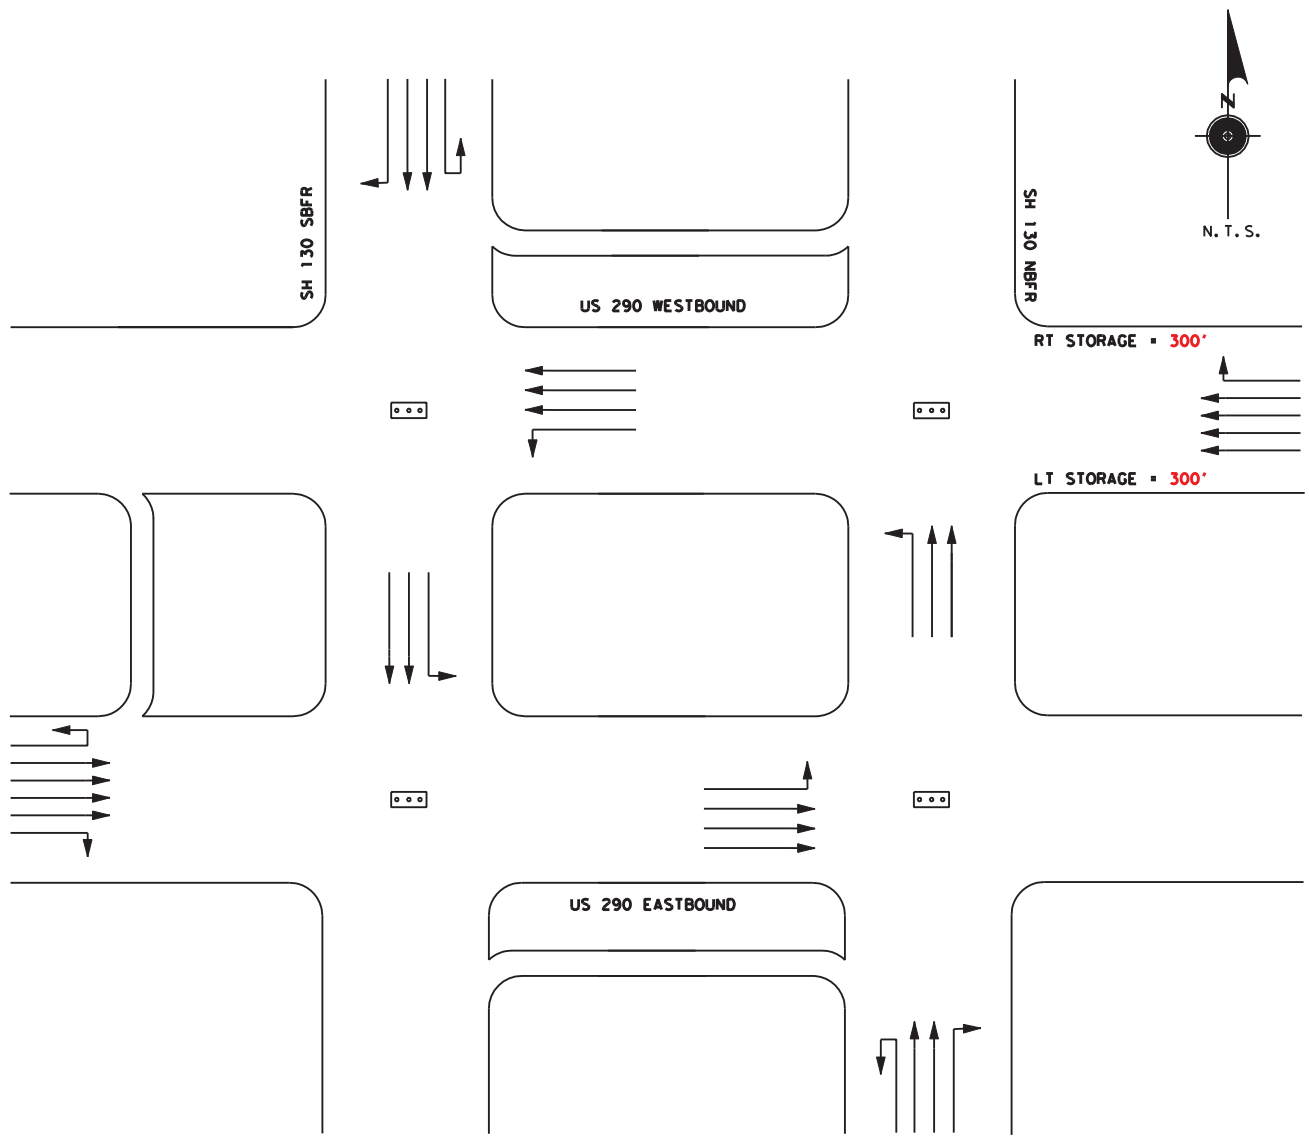 N
N.T.S.
SH 130 SBFR
SH 130 NBFR
US 290 WESTBOUND
RT STORAGE = 300'
LT STORAGE = 300'
US 290 EASTBOUND